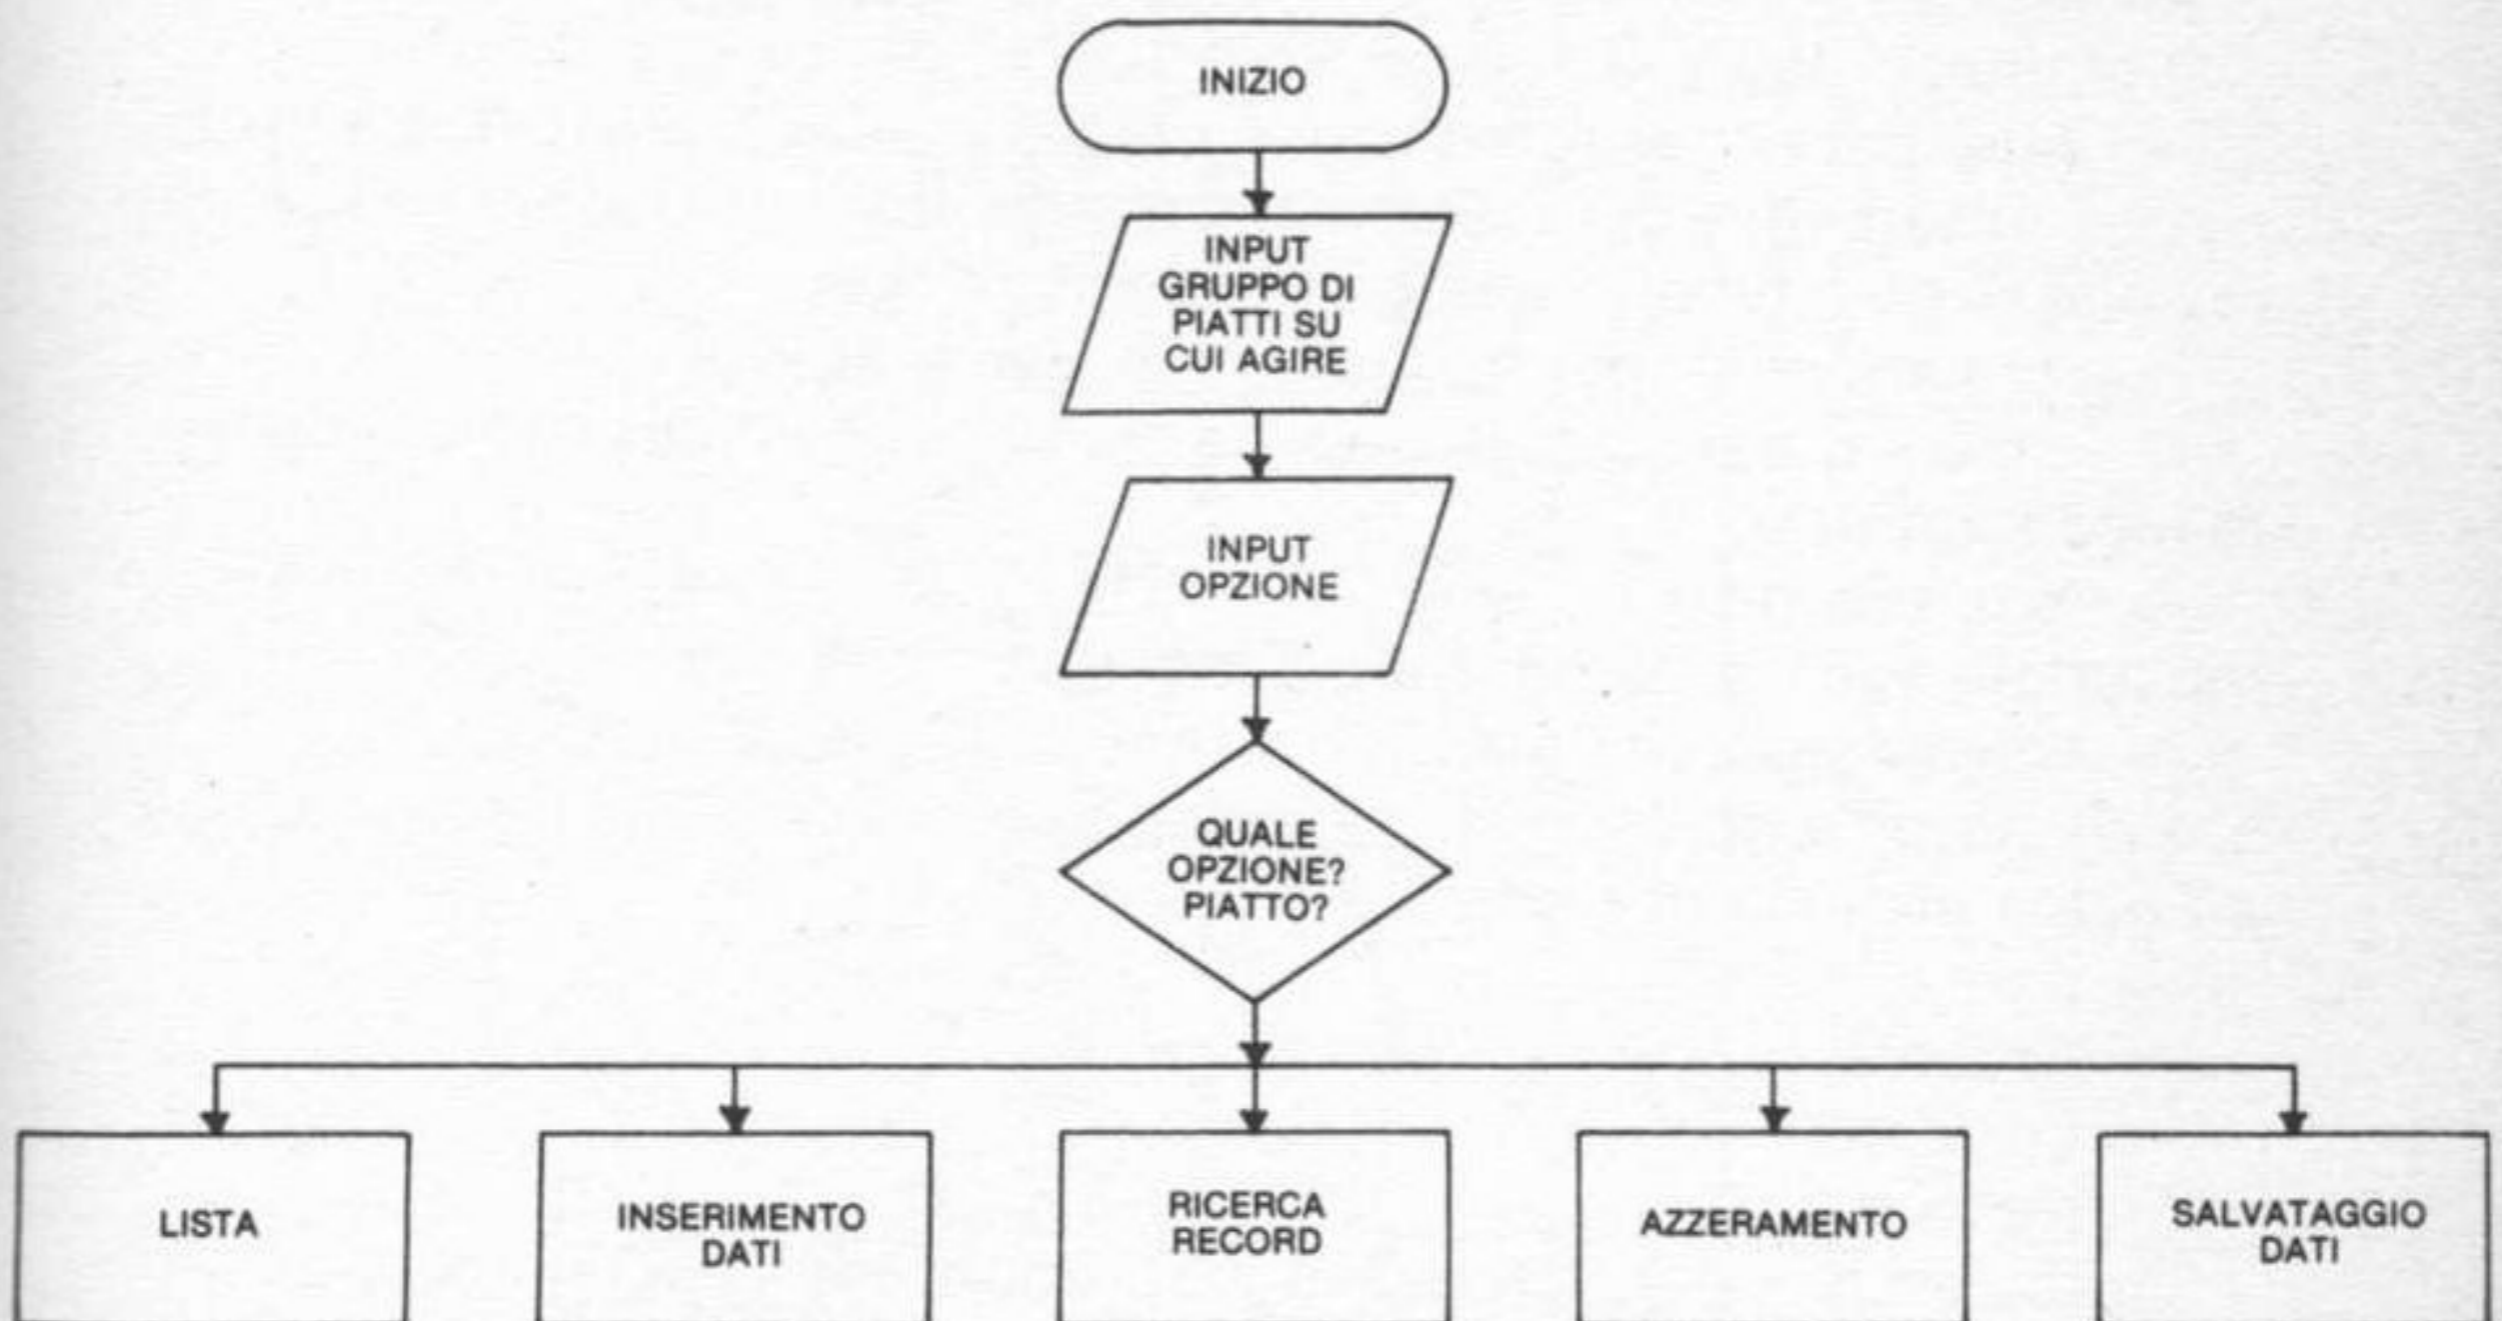 INIZIO
INPUT
GRUPPO DI
PIATTI SU
CUI AGIRE
INPUT
OPZIONE
QUALE
OPZIONE?
PIATTO?
LISTA
INSERIMENTO
DATI
RICERCA
RECORD
AZZERAMENTO
SALVATAGGIO
DATI